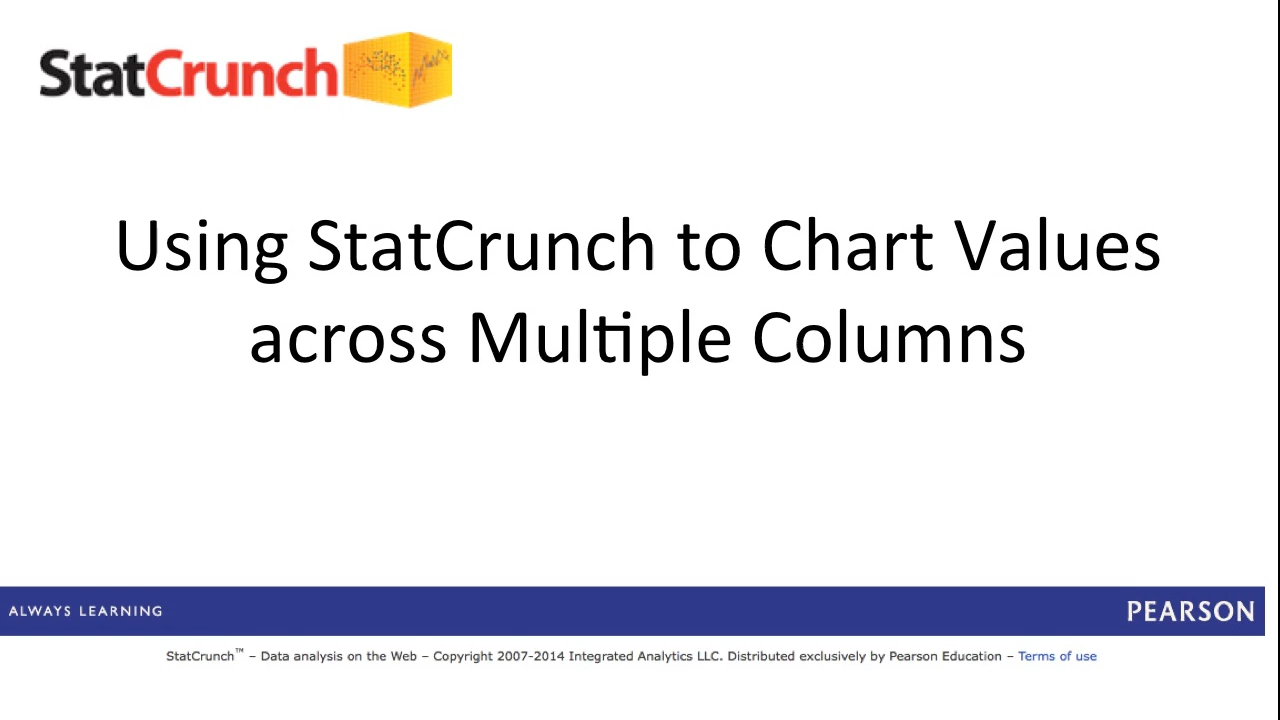 StatCrunch
Using StatCrunch to Chart Values
across Multiple Columns
ALWAYS LEARNING
PEARSON
StatCrunch™ – Data analysis on the Web – Copyright 2007-2014 Integrated Analytics LLC. Distributed exclusively by Pearson Education – Terms of use